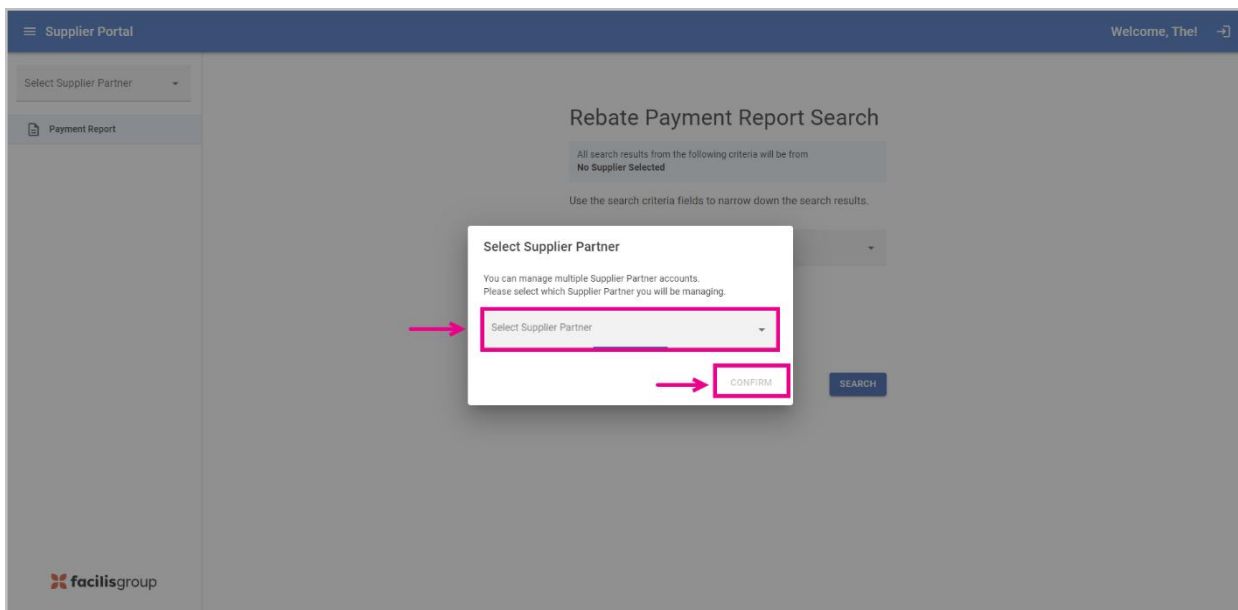 Supplier Portal
Welcome, The!
Select Supplier Partner
Payment Report
Rebate Payment Report Search
All search results from the following criteria will be from
No Supplier Selected
Use the search criteria fields to narrow down the search results.
Select Supplier Partner
You can manage multiple Supplier Partner accounts.
Please select which Supplier Partner you will be managing.
Select Supplier Partner
CONFIRM
SEARCH
facilisgroup